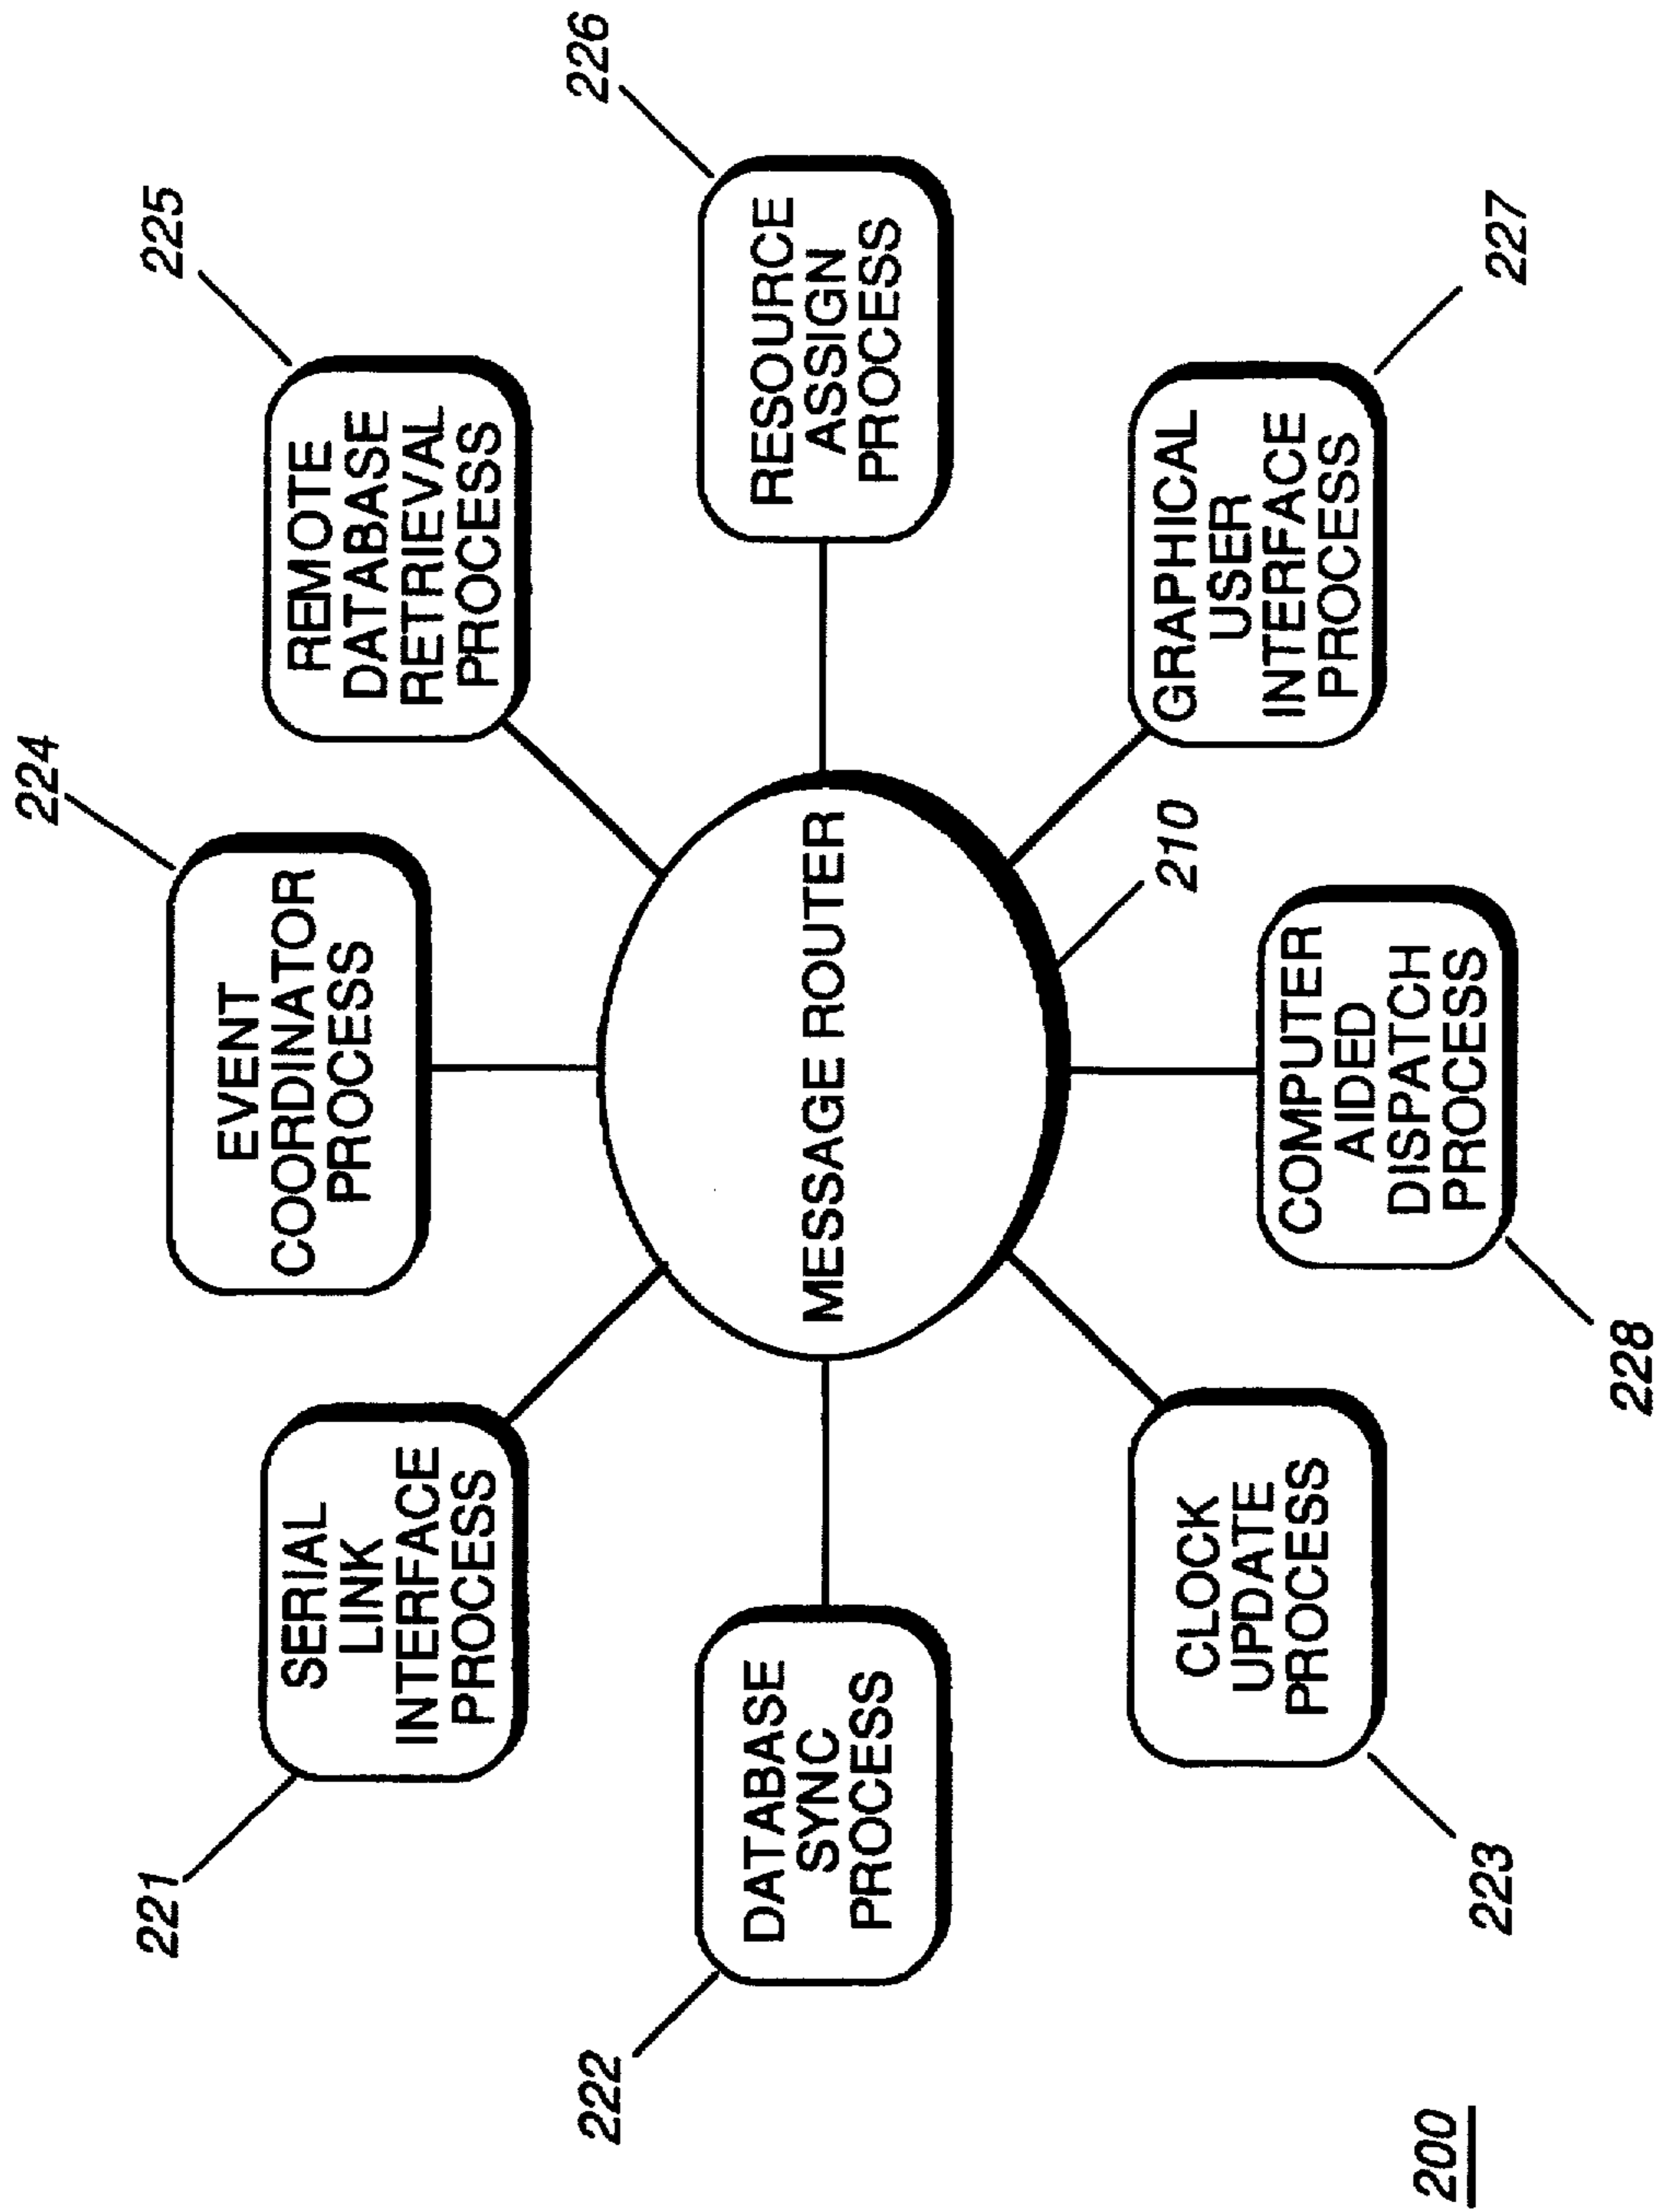 224
EVENT
COORDINATOR
PROCESS
221
SERIAL
LINK
INTERFACE
PROCESS
225
REMOTE
DATABASE
RETRIEVAL
PROCESS
222
DATABASE
SYNC
PROCESS
MESSAGE ROUTER
226
RESOURCE
ASSIGN
PROCESS
210
223
CLOCK
UPDATE
PROCESS
227
GRAPHICAL
USER
INTERFACE
PROCESS
228
COMPUTER
AIDED
DISPATCH
PROCESS
200